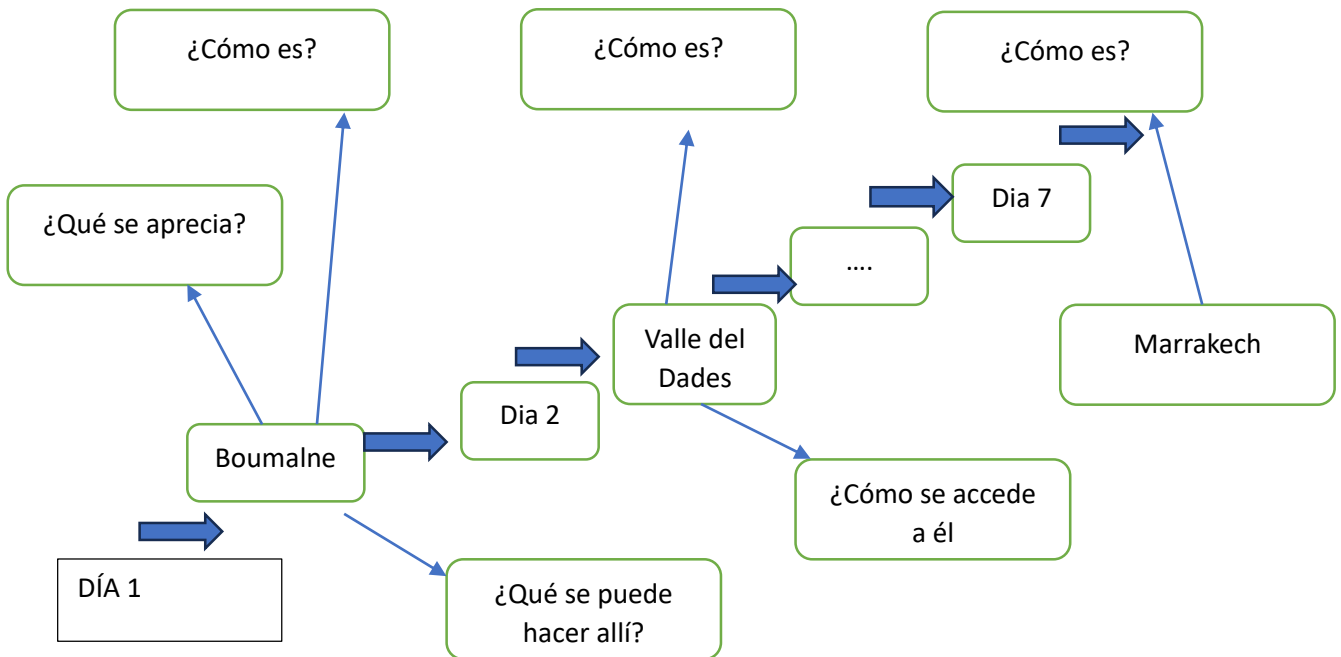 ¿Cómo es?
¿Cómo es?
¿Cómo es?
¿Qué se aprecia?
Dia 7
....
Valle del
Dades
Marrakech
Dia 2
Boumalne
¿Cómo se accede
a él
DÍA 1
¿Qué se puede
hacer allí?